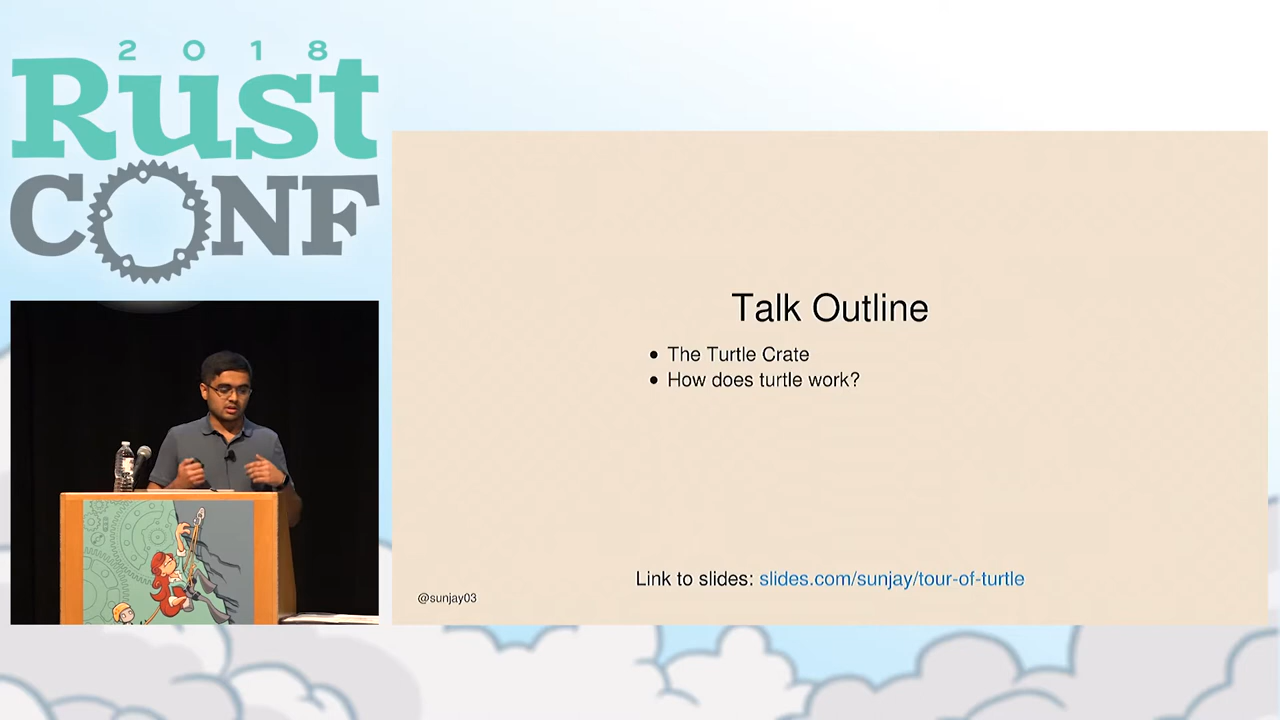 2018
Rust
CONF
Talk Outline
• The Turtle Crate
• How does turtle work?
Link to slides: slides.com/sunjay/tour-of-turtle
@sunjay03